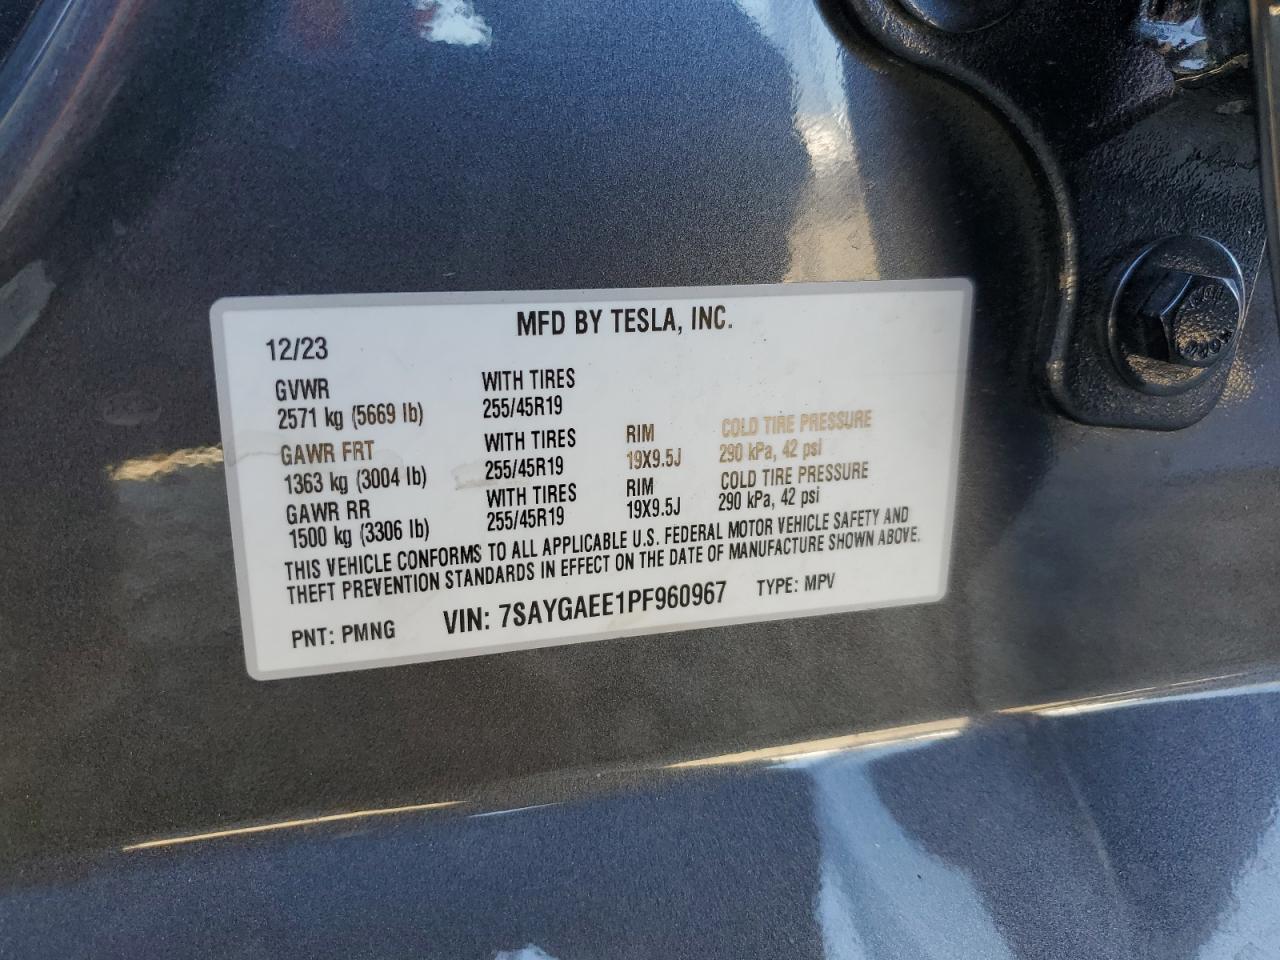 MFD BY TESLA, INC.
12/23
GVWR WITH TIRES
2571 kg (5669 lb) 255/45R19
GAWR FRT WITH TIRES RIM COLD TIRE PRESSURE
1363 kg (3004 lb) 255/45R19 19X9.5J 290 kPa, 42 psi
GAWR RR WITH TIRES RIM COLD TIRE PRESSURE
1500 kg (3306 lb) 255/45R19 19X9.5J 290 kPa, 42 psi
THIS VEHICLE CONFORMS TO ALL APPLICABLE U.S. FEDERAL MOTOR VEHICLE SAFETY AND
THEFT PREVENTION STANDARDS IN EFFECT ON THE DATE OF MANUFACTURE SHOWN ABOVE.
PNT: PMNG VIN: 7SAYGAEE1PF960967 TYPE: MPV